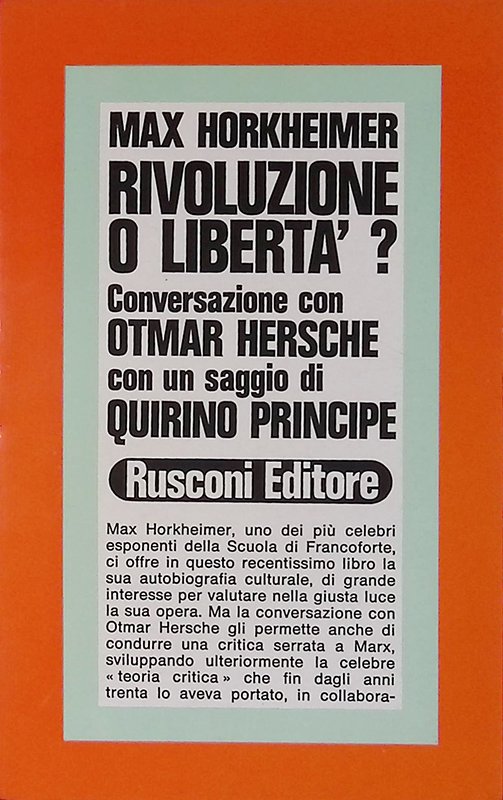 MAX HORKHEIMER
RIVOLUZIONE
O LIBERTA' ?
Conversazione con
OTMAR HERSCHE
con un saggio di
QUIRINO PRINCIPE
Rusconi Editore
Max Horkheimer, uno dei più celebri
esponenti della Scuola di Francoforte,
ci offre in questo recentissimo libro la
sua autobiografia culturale, di grande
interesse per valutare nella giusta luce
la sua opera. Ma la conversazione con
Otmar Hersche gli permette anche di
condurre una critica serrata a Marx,
sviluppando ulteriormente la celebre
« teoria critica » che fin dagli anni
trenta lo aveva portato, in collabora-